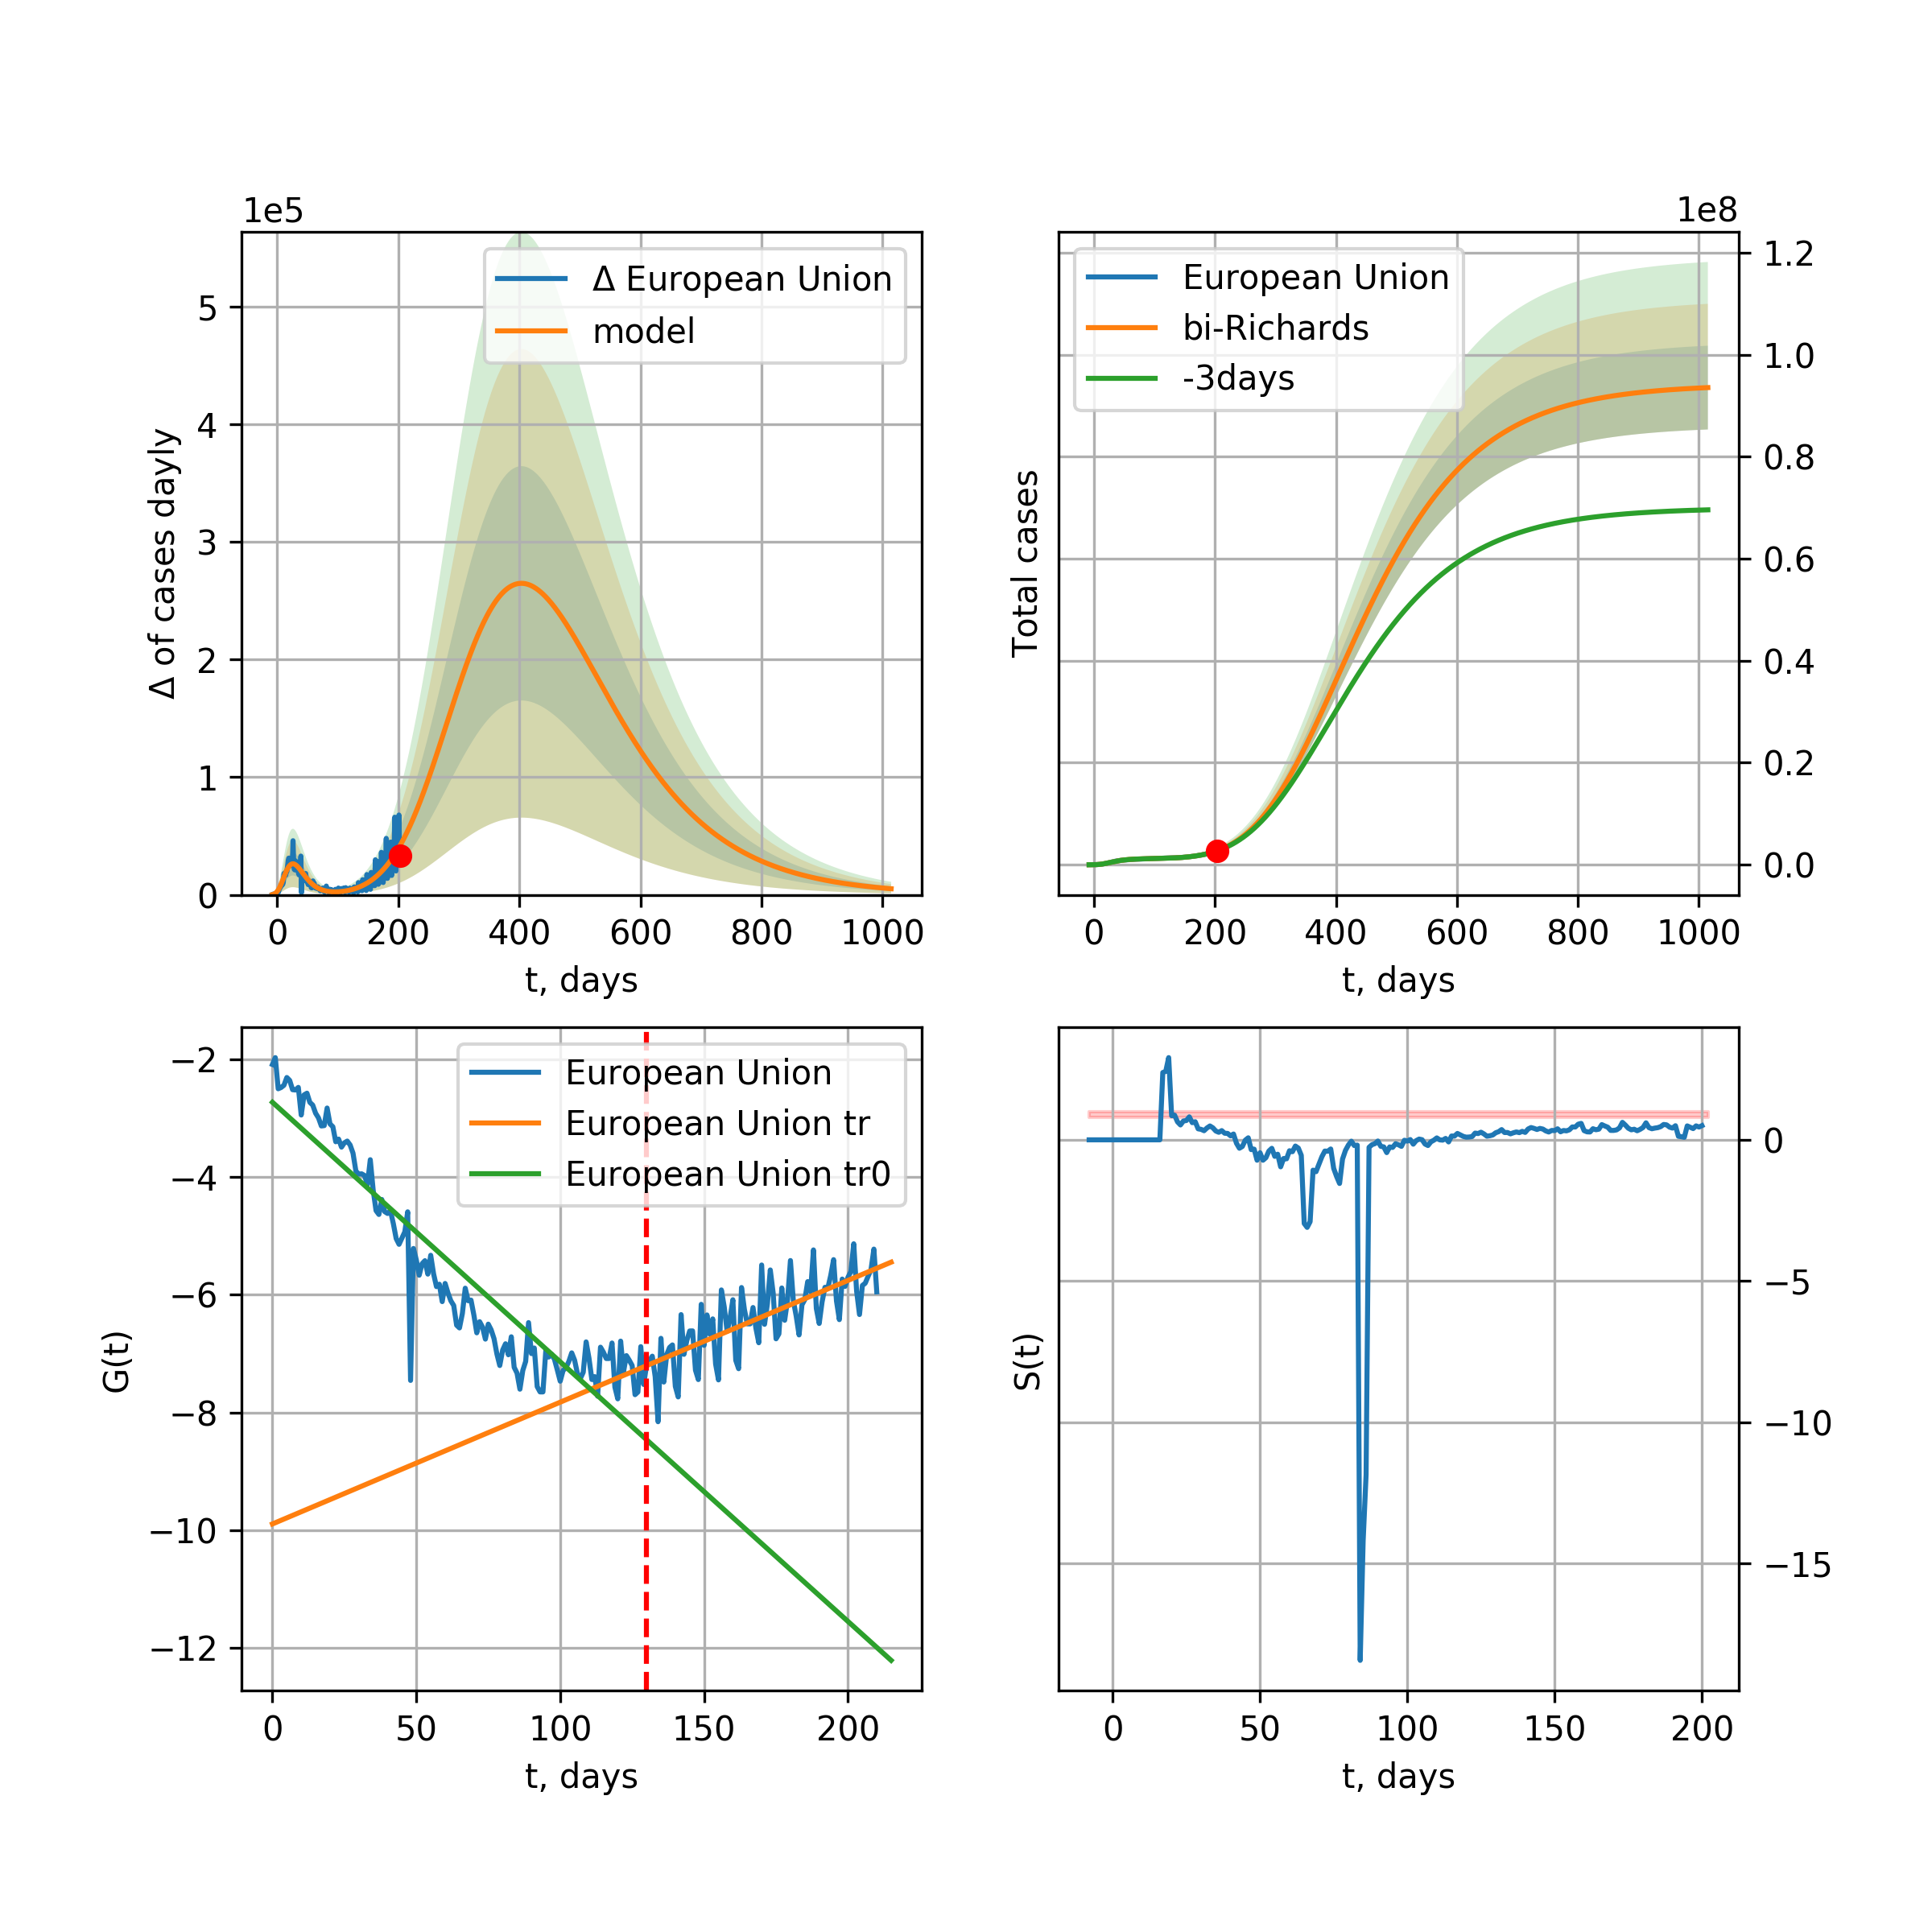 1e5
Δ European Union
model
5
4
3
2
1
0
Δ of cases dayly
0 200 400 600 800 1000
t, days
1e8
European Union
bi-Richards
-3days
1.2
1.0
0.8
0.6
0.4
0.2
0.0
Total cases
0 200 400 600 800 1000
t, days
European Union
European Union tr
European Union tr0
−2
−4
−6
−8
−10
−12
G(t)
0 50 100 150 200
t, days
0
−5
−10
−15
S(t)
0 50 100 150 200
t, days